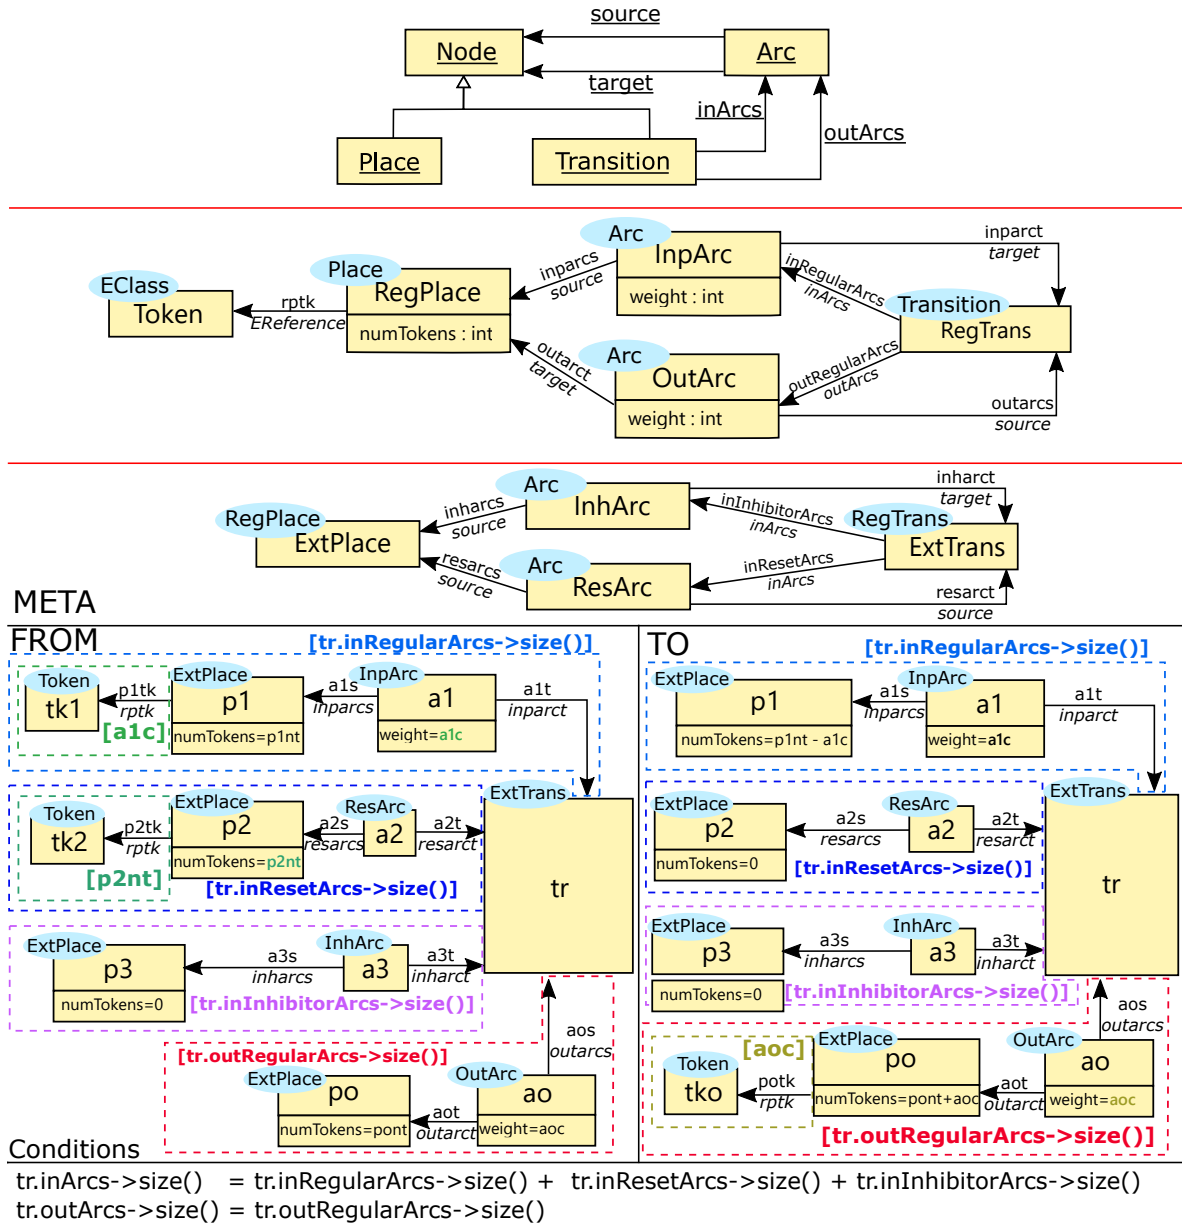 source
Node
Arc
target
inArcs
outArcs
Place
Transition
Arc
InpArc
weight : int
inparct
target
inparcs
source
inRegularArcs
inArcs
Place
RegPlace
numTokens : int
EClass
Token
rptk
EReference
Transition
RegTrans
Arc
OutArc
weight : int
outarct
target
outRegularArcs
outArcs
outarcs
source
Arc
InhArc
inharct
target
inharcs
source
inInhibitorArcs
inArcs
RegPlace
ExtPlace
RegTrans
ExtTrans
resarcs
source
Arc
ResArc
inResetArcs
inArcs
resarct
source
META
FROM
[tr.inRegularArcs->size()]
Token
tk1
p1tk
rptk
[a1c]
ExtPlace
p1
numTokens=p1nt
a1s
inparcs
InpArc
a1
weight=a1c
a1t
inparct
ExtTrans
tr
Token
tk2
p2tk
rptk
[p2nt]
ExtPlace
p2
numTokens=p2nt
a2s
resarcs
ResArc
a2
a2t
resarct
[tr.inResetArcs->size()]
ExtPlace
p3
numTokens=0
a3s
inharcs
InhArc
a3
a3t
inharct
[tr.inInhibitorArcs->size()]
aos
outarcs
[tr.outRegularArcs->size()]
ExtPlace
po
numTokens=pont
aot
outarct
OutArc
ao
weight=aoc
TO
[tr.inRegularArcs->size()]
ExtPlace
p1
numTokens=p1nt - a1c
a1s
inparcs
InpArc
a1
weight=a1c
a1t
inparct
ExtTrans
tr
ExtPlace
p2
numTokens=0
a2s
resarcs
ResArc
a2
a2t
resarct
[tr.inResetArcs->size()]
ExtPlace
p3
numTokens=0
a3s
inharcs
InhArc
a3
a3t
inharct
[tr.inInhibitorArcs->size()]
aos
outarcs
[aoc]
Token
tko
potk
rptk
ExtPlace
po
numTokens=pont+aoc
aot
outarct
OutArc
ao
weight=aoc
[tr.outRegularArcs->size()]
Conditions
tr.inArcs->size() = tr.inRegularArcs->size() + tr.inResetArcs->size() + tr.inInhibitorArcs->size()
tr.outArcs->size() = tr.outRegularArcs->size()